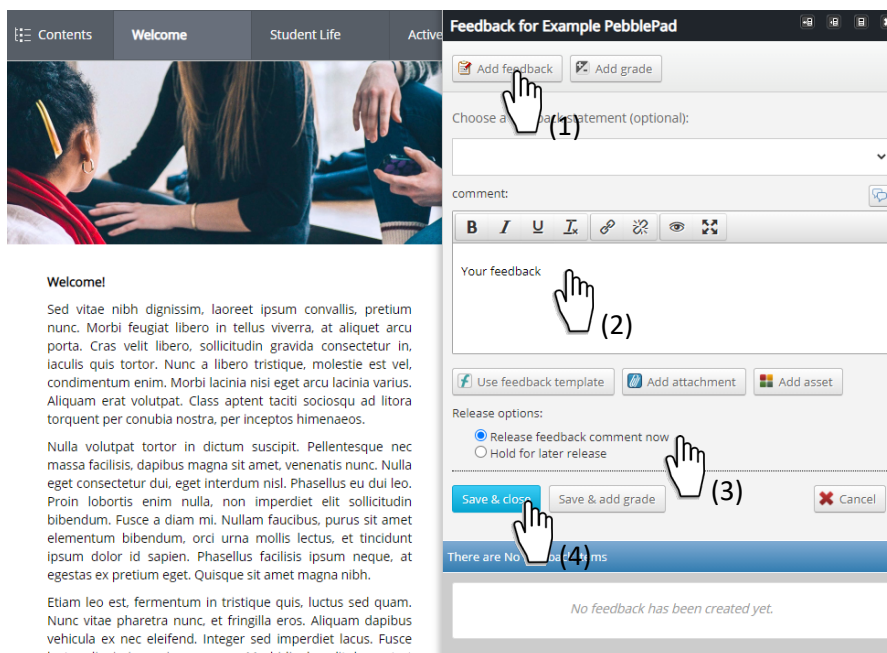 Contents
Welcome
Student Life
Active
Feedback for Example PebblePad
Add feedback
Add grade
(1)
Choose a statement (optional):
comment:
B I U Ix
Your feedback
(2)
Use feedback template
Add attachment
Add asset
Release options:
Release feedback comment now
Hold for later release
(3)
Save & close
Save & add grade
Cancel
(4)
There are No
No feedback has been created yet.
Welcome!
Sed vitae nibh dignissim, laoreet ipsum convallis, pretium
nunc. Morbi feugiat libero in tellus viverra, at aliquet arcu
porta. Cras velit libero, sollicitudin gravida consectetur in,
iaculis quis tortor. Nunc a libero tristique, molestie est vel,
condimentum enim. Morbi lacinia nisi eget arcu lacinia varius.
Aliquam erat volutpat. Class aptent taciti sociosqu ad litora
torquent per conubia nostra, per inceptos himenaeos.
Nulla volutpat tortor in dictum suscipit. Pellentesque nec
massa facilisis, dapibus magna sit amet, venenatis nunc. Nulla
eget consectetur dui, eget interdum nisl. Phasellus eu dui leo.
Proin lobortis enim nulla, non imperdiet elit sollicitudin
bibendum. Fusce a diam mi. Nullam faucibus, purus sit amet
elementum bibendum, orci urna mollis lectus, et tincidunt
ipsum dolor id sapien. Phasellus facilisis ipsum neque, at
egestas ex pretium eget. Quisque sit amet magna nibh.
Etiam leo est, fermentum in tristique quis, luctus sed quam.
Nunc vitae pharetra nunc, et fringilla eros. Aliquam dapibus
vehicula ex nec eleifend. Integer sed imperdiet lacus. Fusce